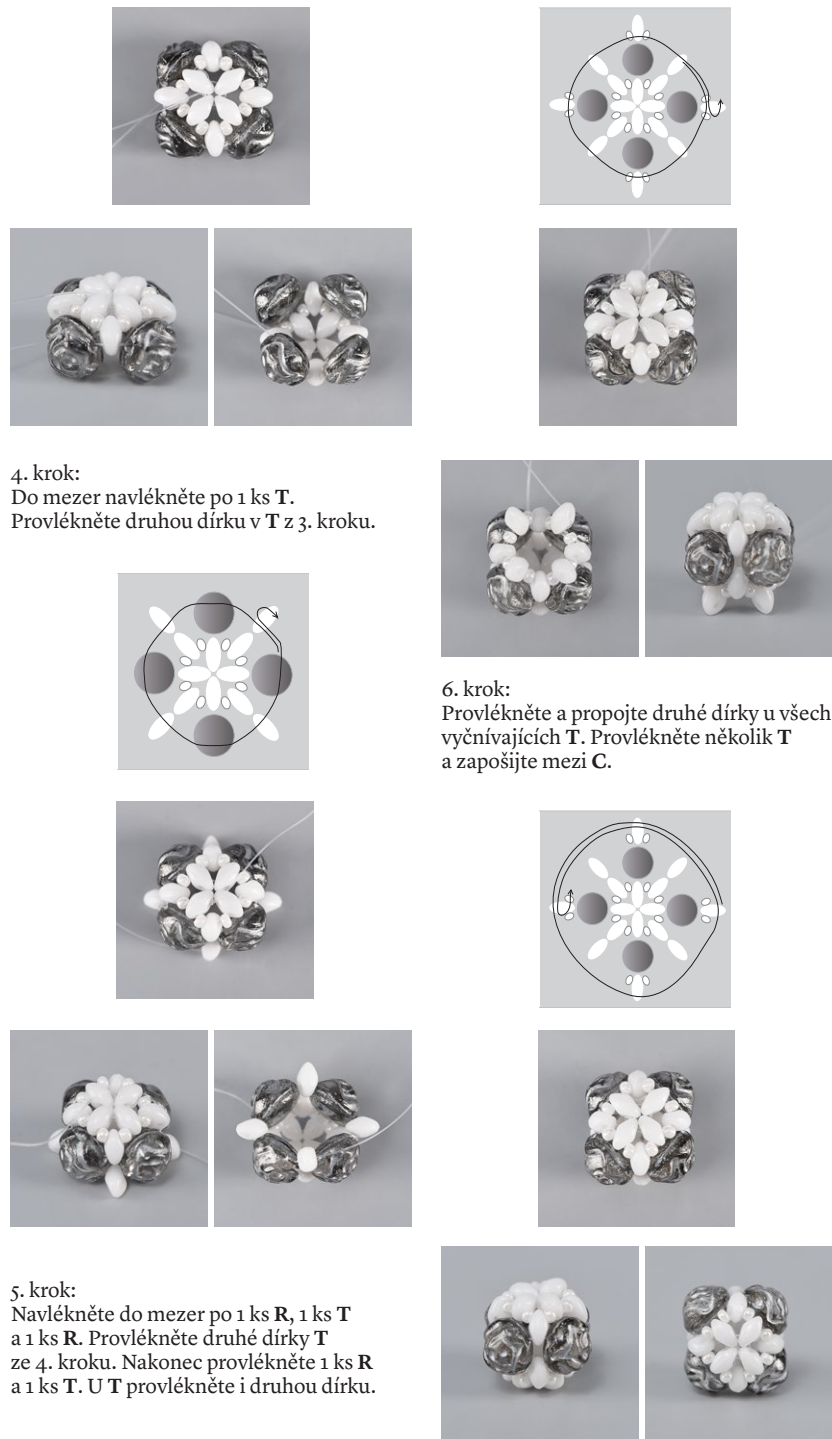 4. krok:
Do mezer navlékněte po 1 ks T.
Provlékněte druhou dírku v T z 3. kroku.
5. krok:
Navlékněte do mezer po 1 ks R, 1 ks T
a 1 ks R. Provlékněte druhé dírky T
ze 4. kroku. Nakonec provlékněte 1 ks R
a 1 ks T. U T provlékněte i druhou dírku.
6. krok:
Provlékněte a propojte druhé dírky u všech
vyčnívajících T. Provlékněte několik T
a zapošijte mezi C.